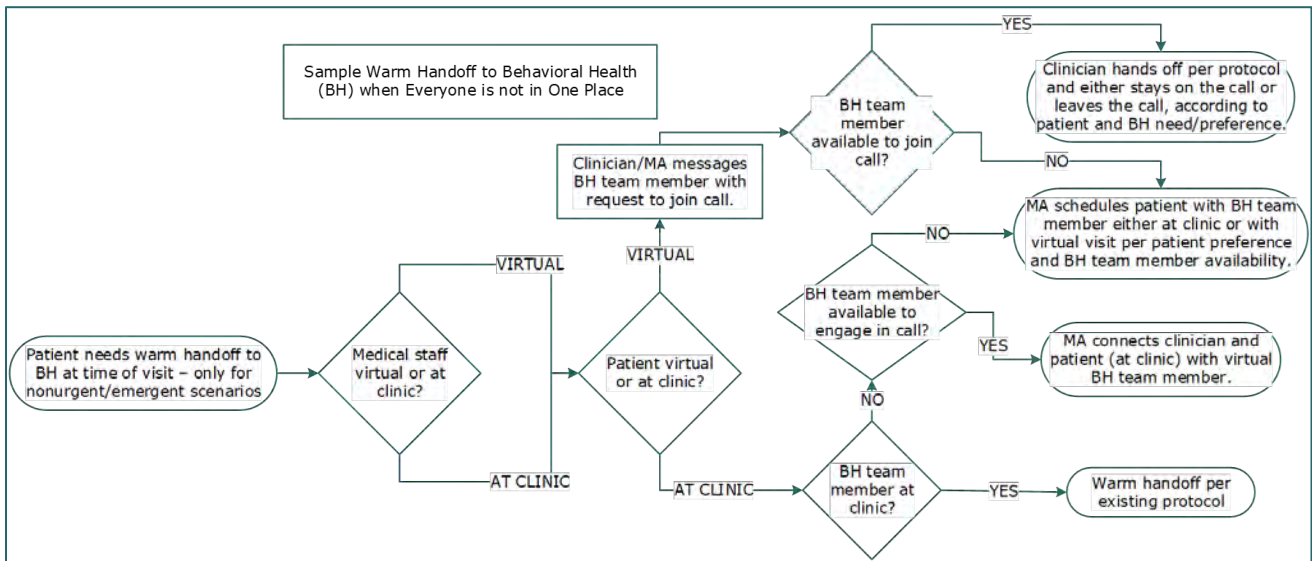 Sample Warm Handoff to Behavioral Health
(BH) when Everyone is not in One Place
Patient needs warm handoff to
BH at time of visit – only for
nonurgent/emergent scenarios
Medical staff
virtual or at
clinic?
VIRTUAL
AT CLINIC
Patient virtual
or at clinic?
VIRTUAL
Clinician/MA messages
BH team member with
request to join call.
BH team
member
available to join
call?
YES
Clinician hands off per protocol
and either stays on the call or
leaves the call, according to
patient and BH need/preference.
NO
MA schedules patient with BH team
member either at clinic or with
virtual visit per patient preference
and BH team member availability.
AT CLINIC
BH team
member at
clinic?
NO
BH team member
available to
engage in call?
NO
YES
MA connects clinician and
patient (at clinic) with virtual
BH team member.
YES
Warm handoff per
existing protocol